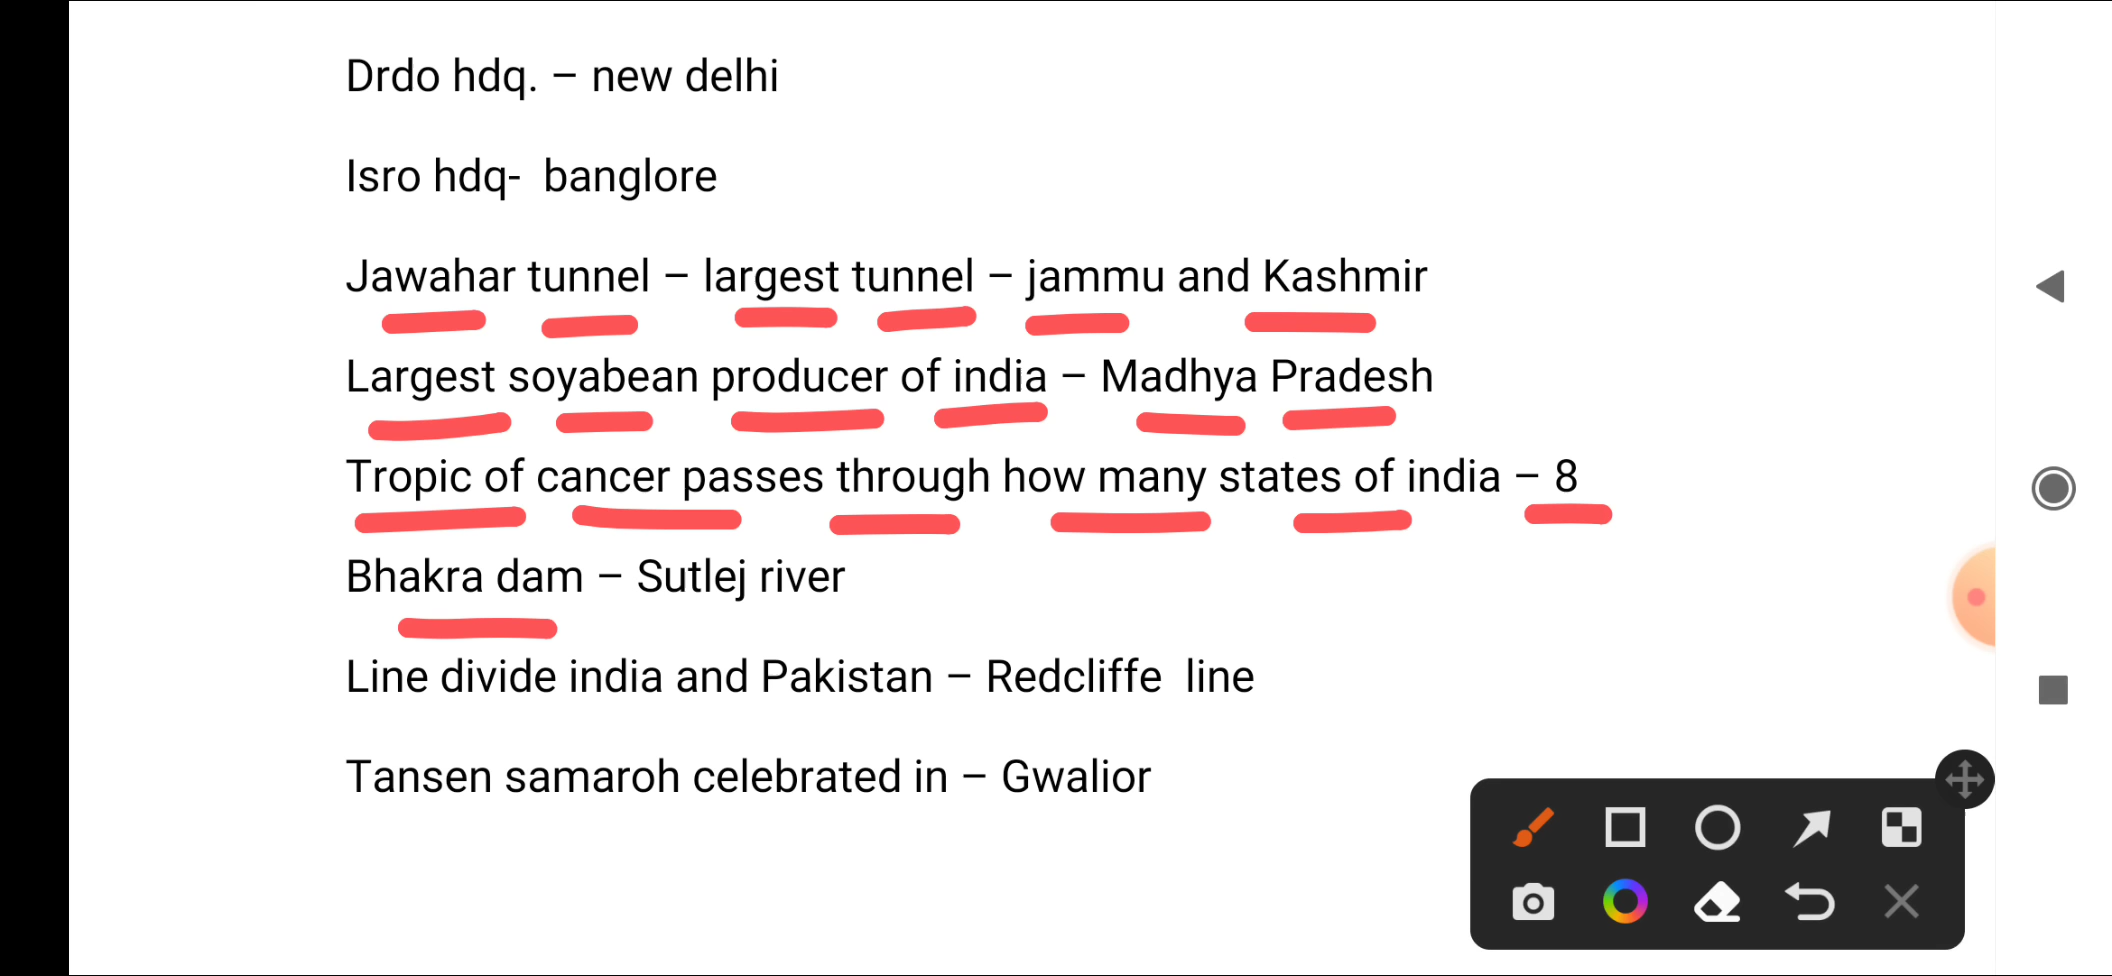 Drdo hdq. – new delhi
Isro hdq-  banglore
Jawahar tunnel – largest tunnel – jammu and Kashmir
Largest soyabean producer of india – Madhya Pradesh
Tropic of cancer passes through how many states of india – 8
Bhakra dam – Sutlej river
Line divide india and Pakistan – Redcliffe  line
Tansen samaroh celebrated in – Gwalior